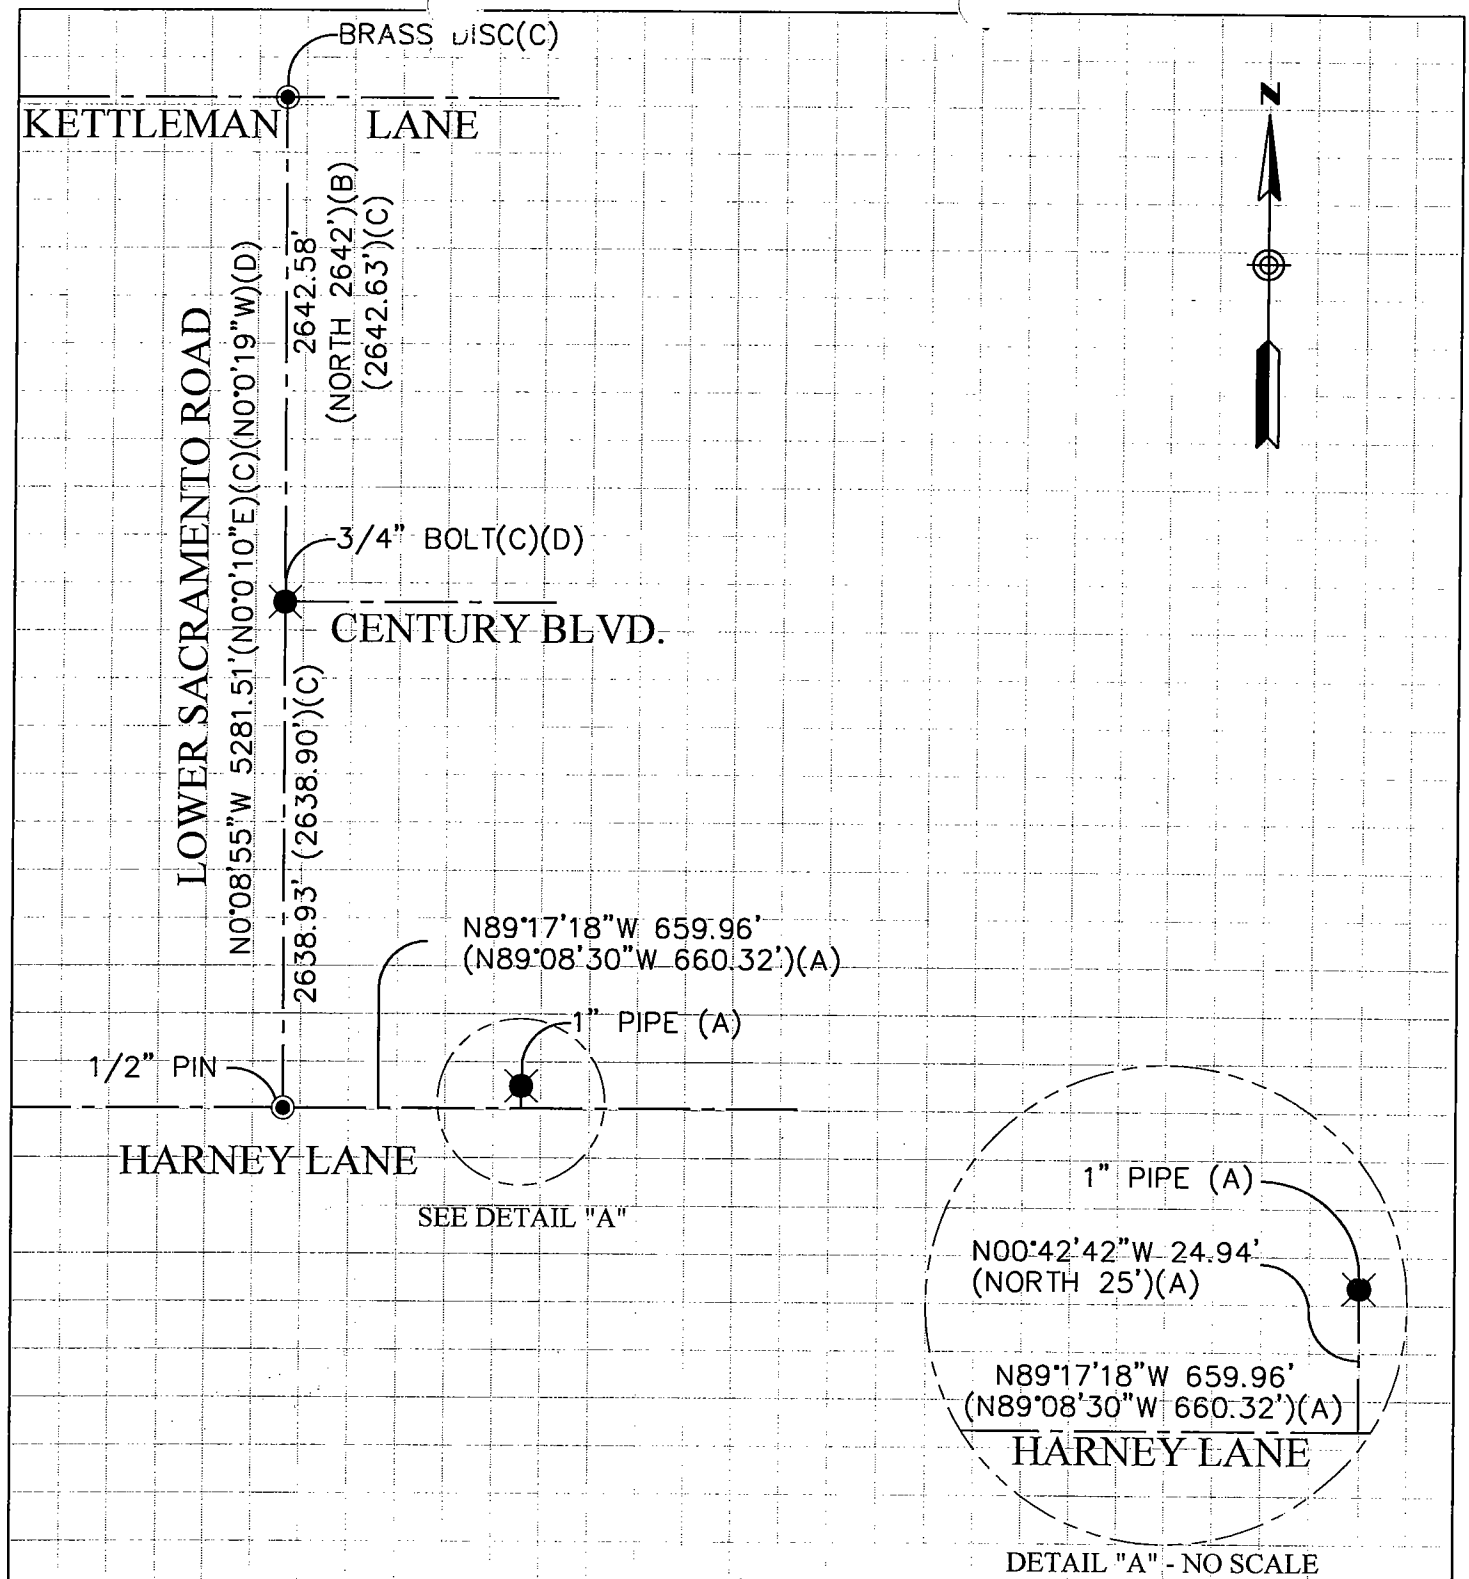 BRASS DISC(C)
KETTLEMAN LANE
N
2642.58'
(NORTH 2642')(B)
(2642.63')(C)
LOWER SACRAMENTO ROAD
N0°08'55"W 5281.51'(N0°0'10"E)(C)(N0°0'19"W)(D)
3/4" BOLT(C)(D)
CENTURY BLVD.
2638.93' (2638.90')(C)
N89°17'18"W 659.96'
(N89°08'30"W 660.32')(A)
1" PIPE (A)
1/2" PIN
HARNEY LANE
SEE DETAIL "A"
1" PIPE (A)
N00°42'42"W 24.94'
(NORTH 25')(A)
N89°17'18"W 659.96'
(N89°08'30"W 660.32')(A)
HARNEY LANE
DETAIL "A" - NO SCALE